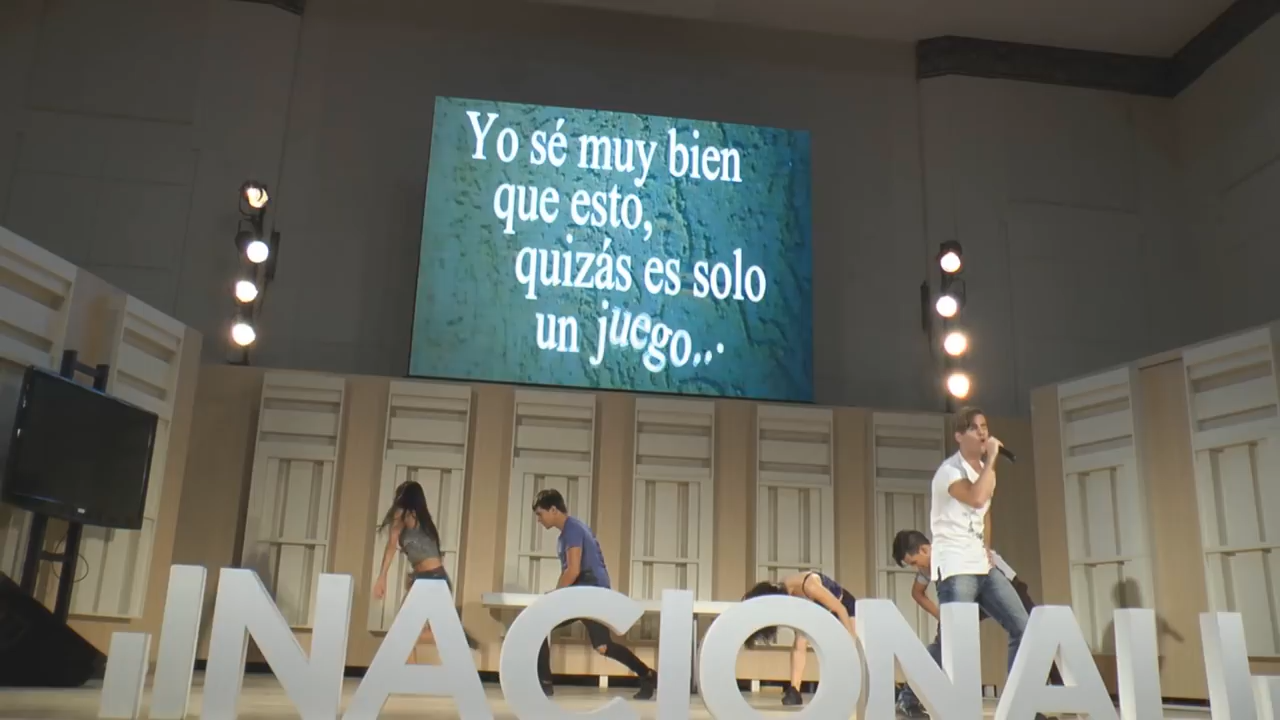 Yo sé muy bien
que esto,
quizás es solo
un juego...
¡NACIONAL